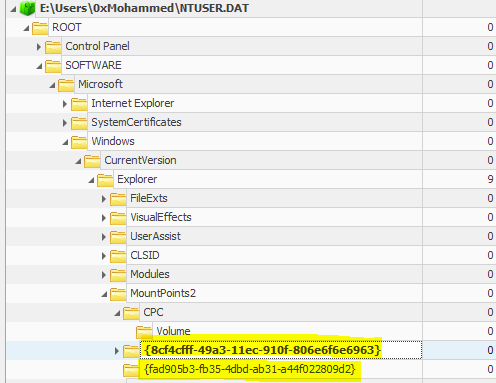 E:\Users\0xMohammed\NTUSER.DAT
ROOT 0
Control Panel 0
SOFTWARE 0
Microsoft 0
Internet Explorer 0
SystemCertificates 0
Windows 0
CurrentVersion 0
Explorer 9
FileExts 0
VisualEffects 0
UserAssist 0
CLSID 0
Modules 0
MountPoints2 0
CPC 0
Volume 0
{8cf4cfff-49a3-11ec-910f-806e6f6e6963} 0
{fad905b3-fb35-4dbd-ab31-a44f022809d2} 0